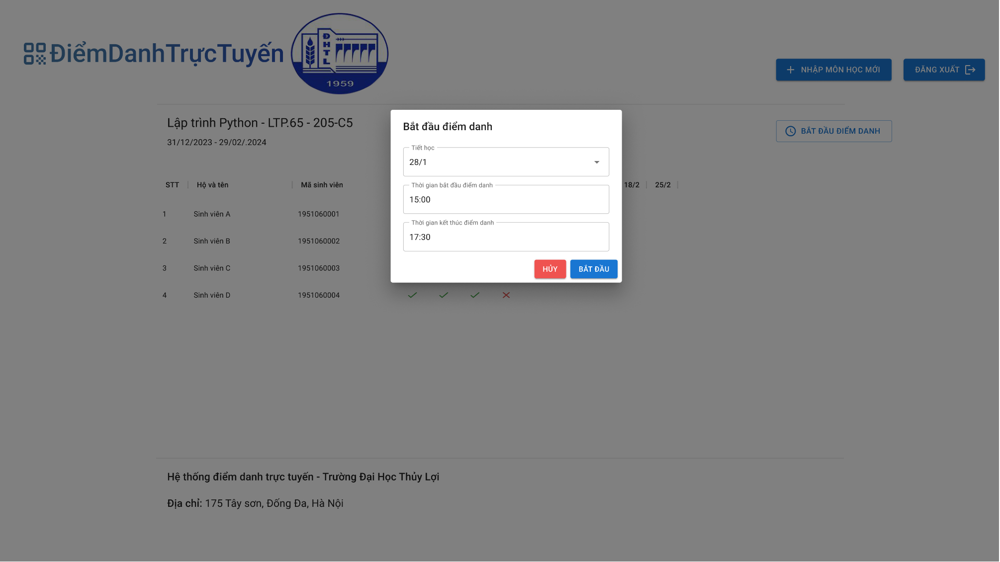 ĐiểmDanhTrựcTuyến
ĐHTL
1959
NHẬP MÔN HỌC MỚI
ĐĂNG XUẤT
Lập trình Python - LTP.65 - 205-C5
31/12/2023 - 29/02/.2024
BẮT ĐẦU ĐIỂM DANH
Bắt đầu điểm danh
Tiết học
28/1
Thời gian bắt đầu điểm danh
15:00
Thời gian kết thúc điểm danh
17:30
HỦY BẮT ĐẦU
STT Hộ và tên Mã sinh viên 18/2 25/2
1 Sinh viên A 1951060001
2 Sinh viên B 1951060002
3 Sinh viên C 1951060003
4 Sinh viên D 1951060004
Hệ thống điểm danh trực tuyến - Trường Đại Học Thủy Lợi
Địa chỉ: 175 Tây sơn, Đống Đa, Hà Nội